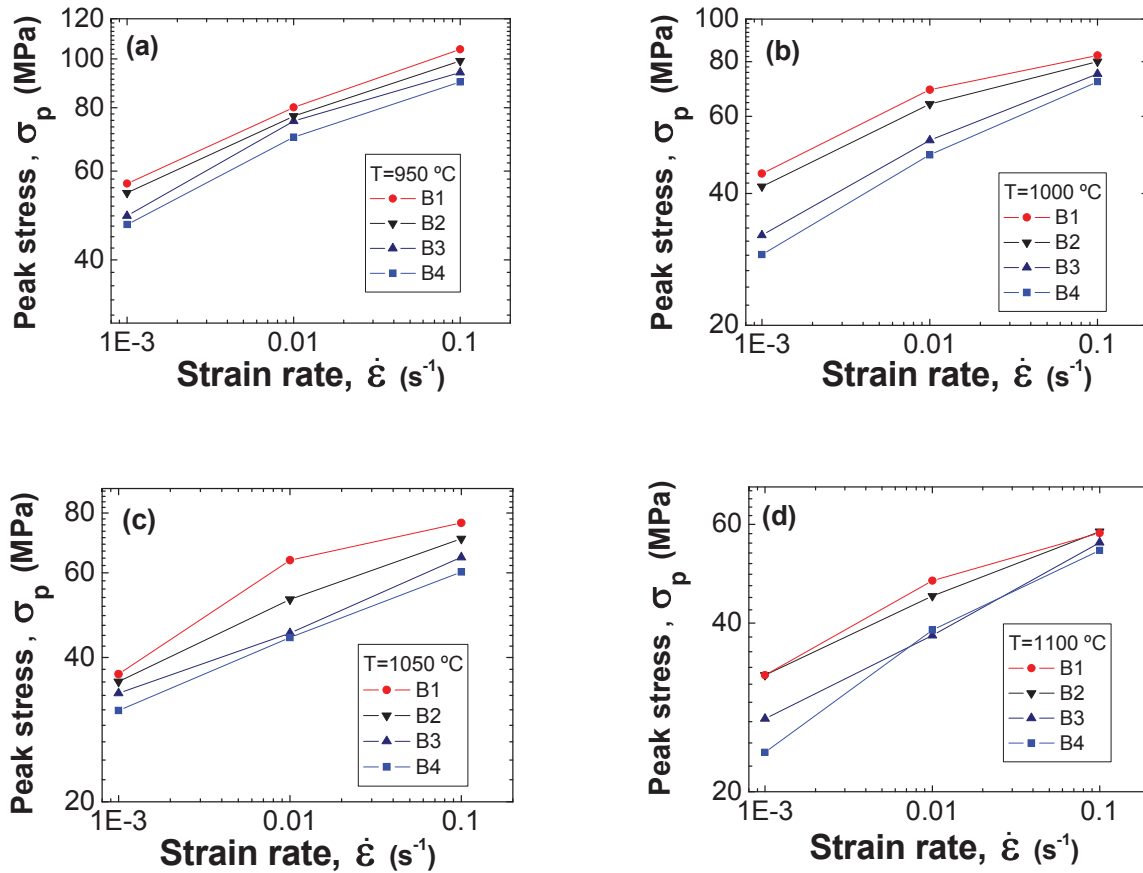 (a)
Peak stress , σp (MPa)
120
100
80
60
40
T=950 ºC
B1
B2
B3
B4
1E-3 0.01 0.1
Strain rate, ε̇ (s-1)
(b)
Peak stress , σp (MPa)
100
80
60
40
20
T=1000 ºC
B1
B2
B3
B4
1E-3 0.01 0.1
Strain rate, ε̇ (s-1)
(c)
Peak stress , σp (MPa)
80
60
40
20
T=1050 ºC
B1
B2
B3
B4
1E-3 0.01 0.1
Strain rate, ε̇ (s-1)
(d)
Peak stress , σp (MPa)
60
40
20
T=1100 ºC
B1
B2
B3
B4
1E-3 0.01 0.1
Strain rate, ε̇ (s-1)